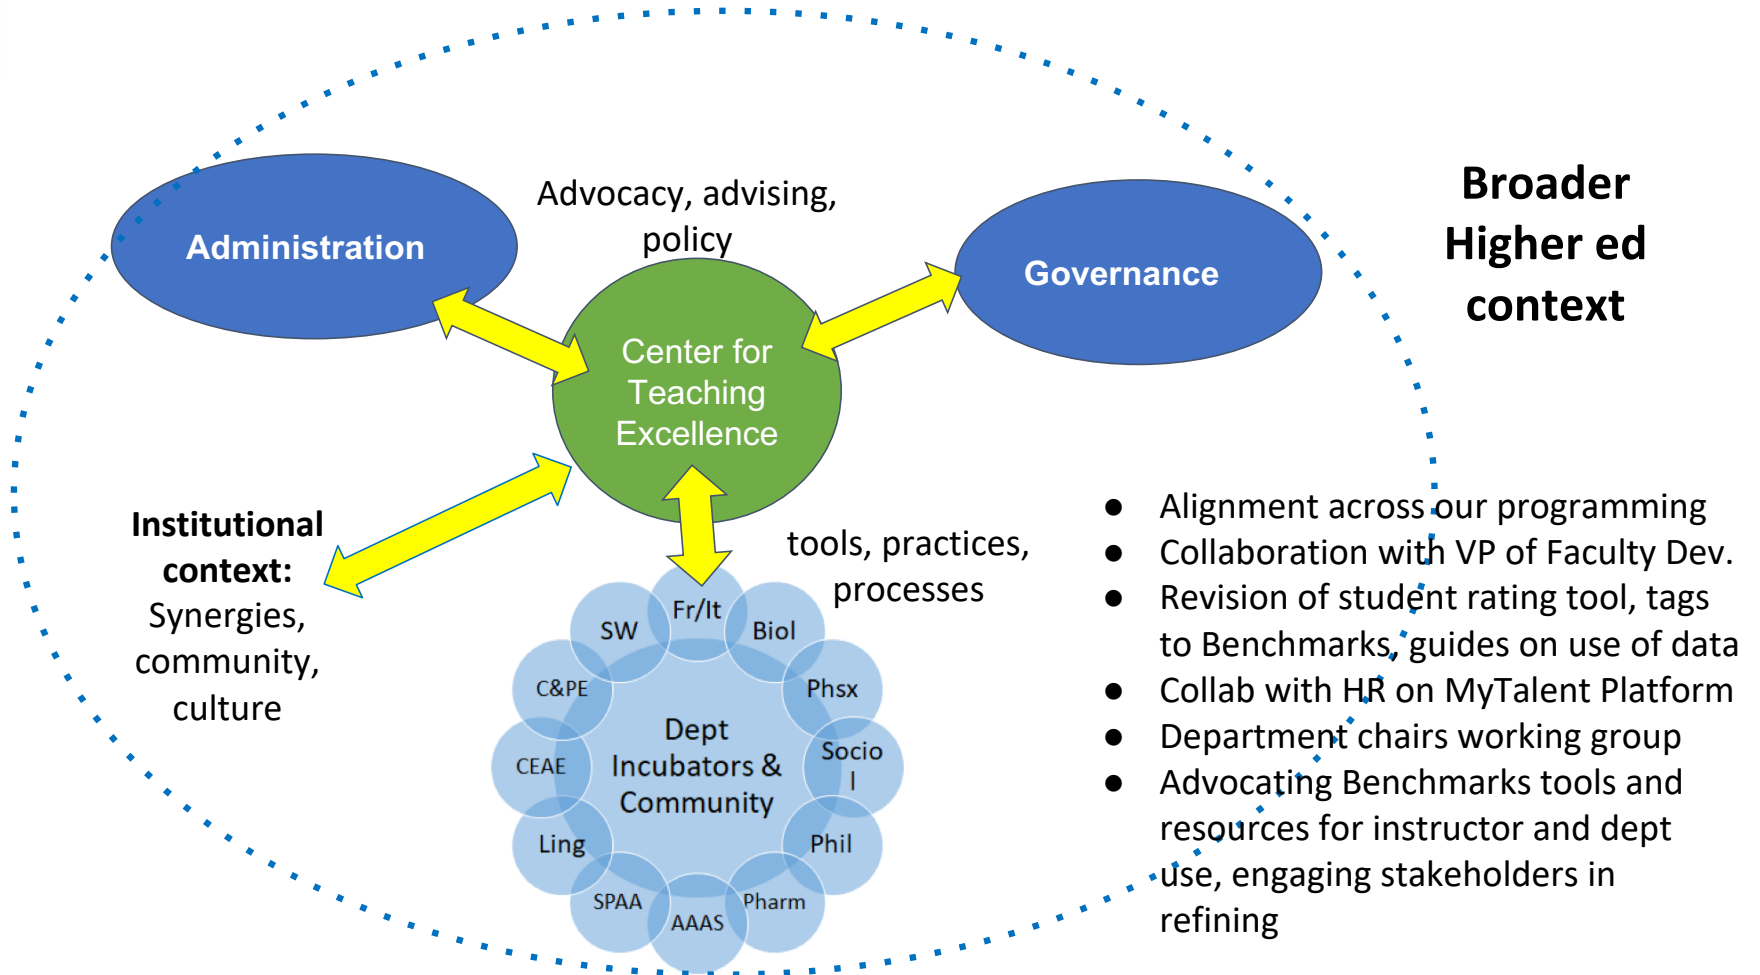 Administration
Advocacy, advising,
policy
Governance
Broader
Higher ed
context
Center for
Teaching
Excellence
Institutional
context:
Synergies,
community,
culture
tools, practices,
processes
Fr/It
Biol
Phsx
Socio
l
Phil
Pharm
AAAS
SPAA
Ling
CEAE
C&PE
SW
Dept
Incubators &
Community
● Alignment across our programming
● Collaboration with VP of Faculty Dev.
● Revision of student rating tool, tags
to Benchmarks, guides on use of data
● Collab with HR on MyTalent Platform
● Department chairs working group
● Advocating Benchmarks tools and
resources for instructor and dept
use, engaging stakeholders in
refining